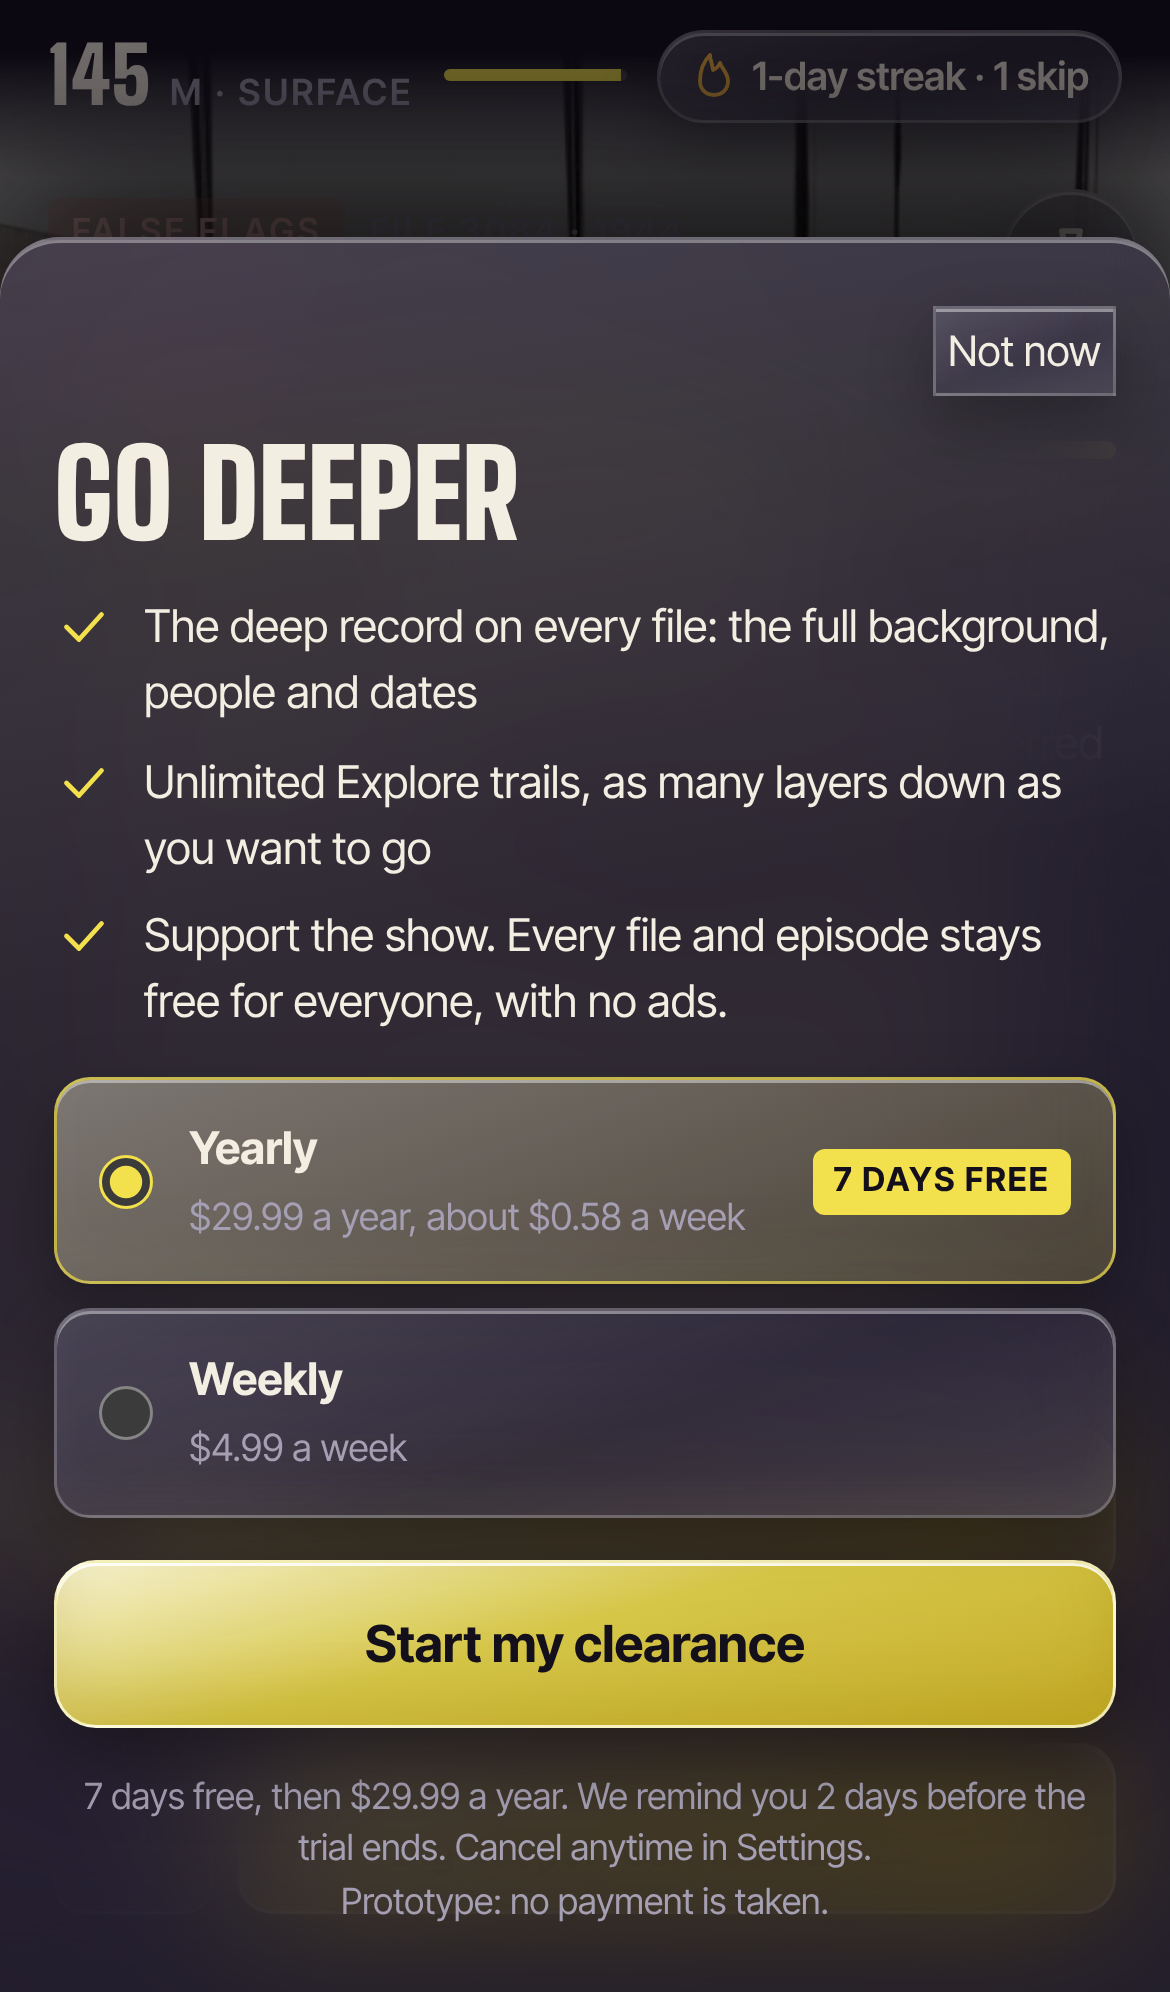 145 M · SURFACE
1-day streak · 1 skip
FALSE FLAGS
Not now
GO DEEPER
The deep record on every file: the full background,
people and dates
Unlimited Explore trails, as many layers down as
you want to go
Support the show. Every file and episode stays
free for everyone, with no ads.
Yearly
$29.99 a year, about $0.58 a week
7 DAYS FREE
Weekly
$4.99 a week
Start my clearance
7 days free, then $29.99 a year. We remind you 2 days before the
trial ends. Cancel anytime in Settings.
Prototype: no payment is taken.